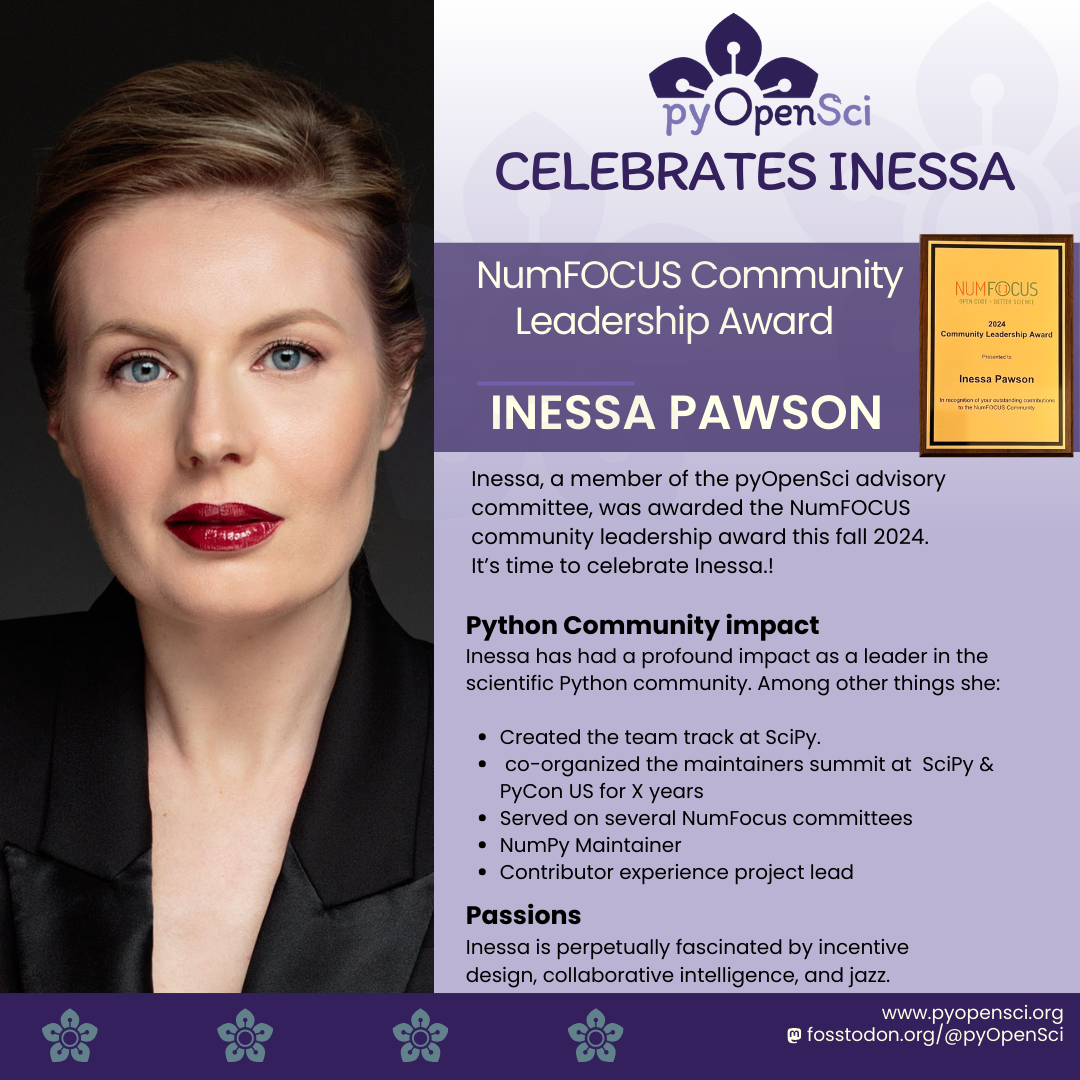 pyOpenSci
CELEBRATES INESSA
NumFOCUS Community
Leadership Award
INESSA PAWSON
NUMFOCUS
OPEN CODE = BETTER SCIENCE
2024
Community Leadership Award
Presented to
Inessa Pawson
In recognition of your outstanding contributions
to the NumFOCUS Community
Inessa, a member of the pyOpenSci advisory
committee, was awarded the NumFOCUS
community leadership award this fall 2024.
It’s time to celebrate Inessa.!
Python Community impact
Inessa has had a profound impact as a leader in the
scientific Python community. Among other things she:
• Created the team track at SciPy.
• co-organized the maintainers summit at SciPy &
PyCon US for X years
• Served on several NumFocus committees
• NumPy Maintainer
• Contributor experience project lead
Passions
Inessa is perpetually fascinated by incentive
design, collaborative intelligence, and jazz.
www.pyopensci.org
fosstodon.org/@pyOpenSci